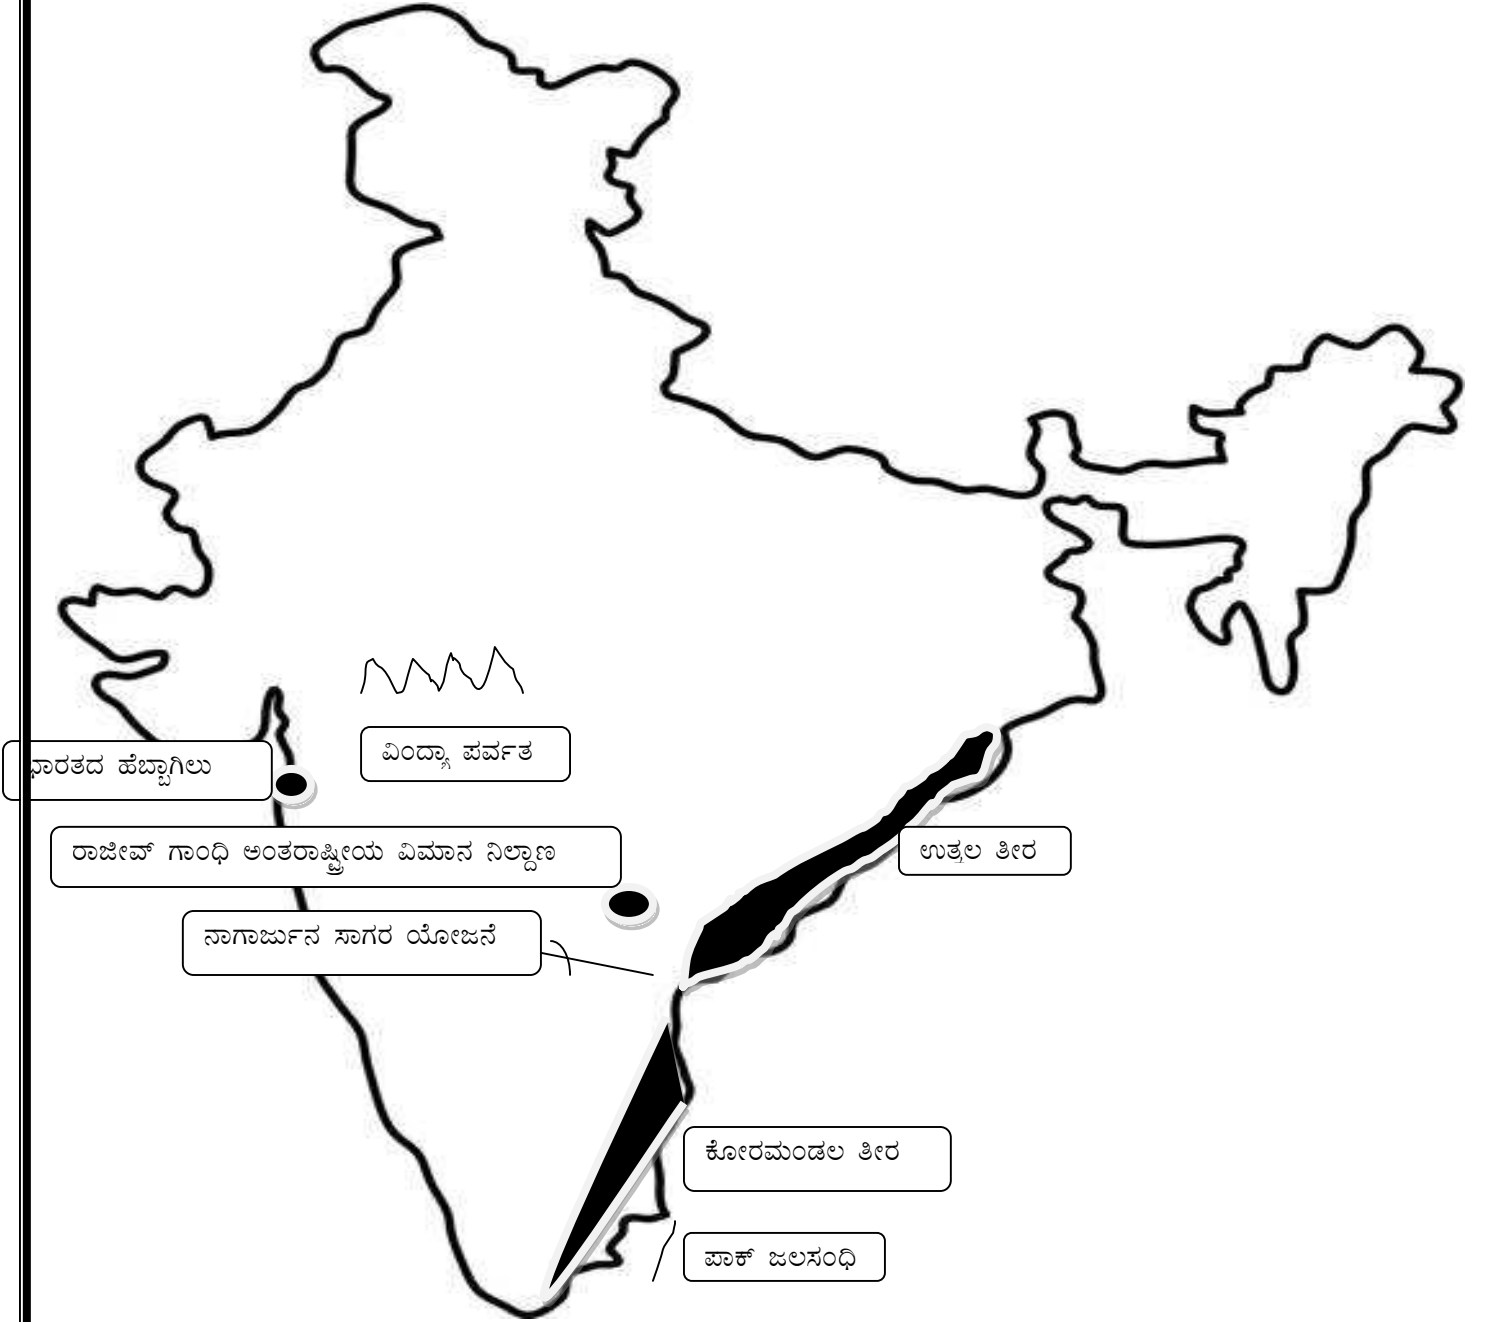 ವಿಂದ್ಯಾ ಪರ್ವತ
ಭಾರತದ ಹೆಬ್ಬಾಗಿಲು
ರಾಜೀವ್ ಗಾಂಧಿ ಅಂತರಾಷ್ಟ್ರೀಯ ವಿಮಾನ ನಿಲ್ದಾಣ
ಉತ್ಕಲ ತೀರ
ನಾಗಾರ್ಜುನ ಸಾಗರ ಯೋಜನೆ
ಕೋರಮಂಡಲ ತೀರ
ಪಾಕ್ ಜಲಸಂಧಿ